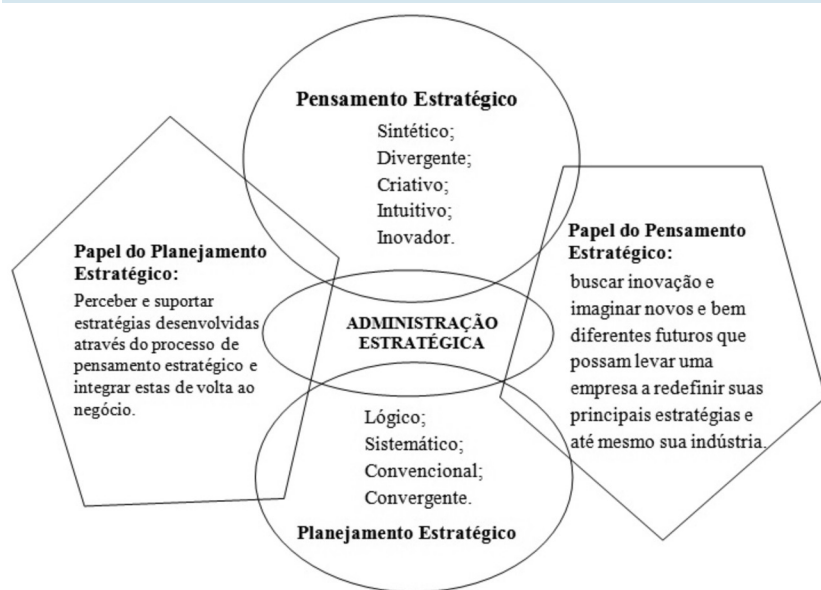 Pensamento Estratégico
Sintético;
Divergente;
Criativo;
Intuitivo;
Inovador.
Papel do Planejamento
Estratégico:
Perceber e suportar
estratégias desenvolvidas
através do processo de
pensamento estratégico e
integrar estas de volta ao
negócio.
ADMINISTRAÇÃO
ESTRATÉGICA
Papel do Pensamento
Estratégico:
buscar inovação e
imaginar novos e bem
diferentes futuros que
possam levar uma
empresa a redefinir suas
principais estratégias e
até mesmo sua indústria.
Lógico;
Sistemático;
Convencional;
Convergente.
Planejamento Estratégico